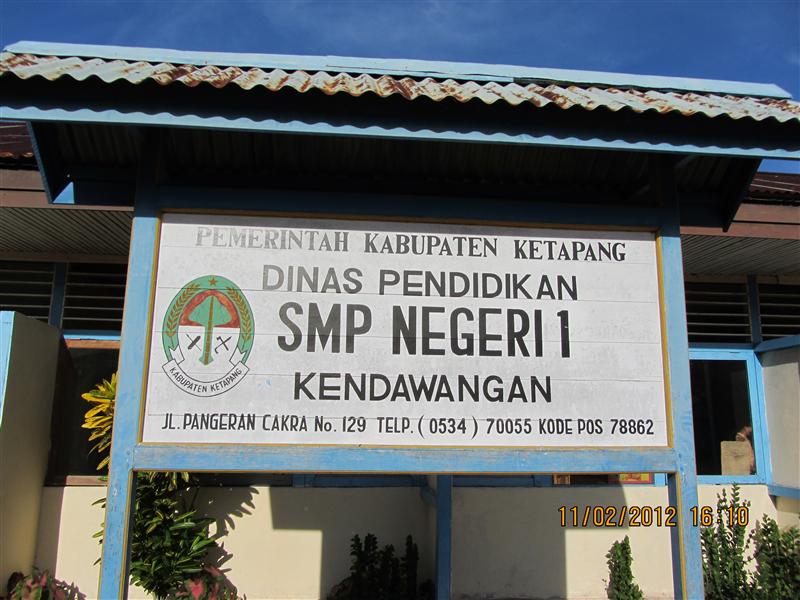 PEMERINTAH KABUPATEN KETAPANG
DINAS PENDIDIKAN
SMP NEGERI 1
KENDAWANGAN
KABUPATEN KETAPANG
JL. PANGERAN CAKRA No. 129 TELP. ( 0534 ) 70055 KODE POS 78862
11/02/2012 16:10